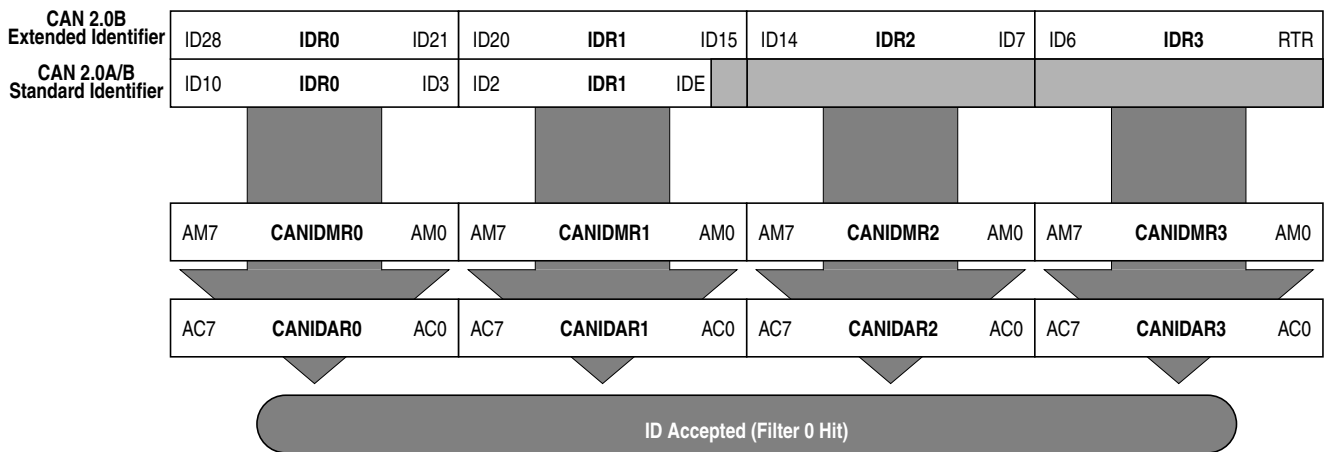 CAN 2.0B
Extended Identifier
ID28 IDR0 ID21 ID20 IDR1 ID15 ID14 IDR2 ID7 ID6 IDR3 RTR
CAN 2.0A/B
Standard Identifier
ID10 IDR0 ID3 ID2 IDR1 IDE
AM7 CANIDMR0 AM0 AM7 CANIDMR1 AM0 AM7 CANIDMR2 AM0 AM7 CANIDMR3 AM0
AC7 CANIDAR0 AC0 AC7 CANIDAR1 AC0 AC7 CANIDAR2 AC0 AC7 CANIDAR3 AC0
ID Accepted (Filter 0 Hit)